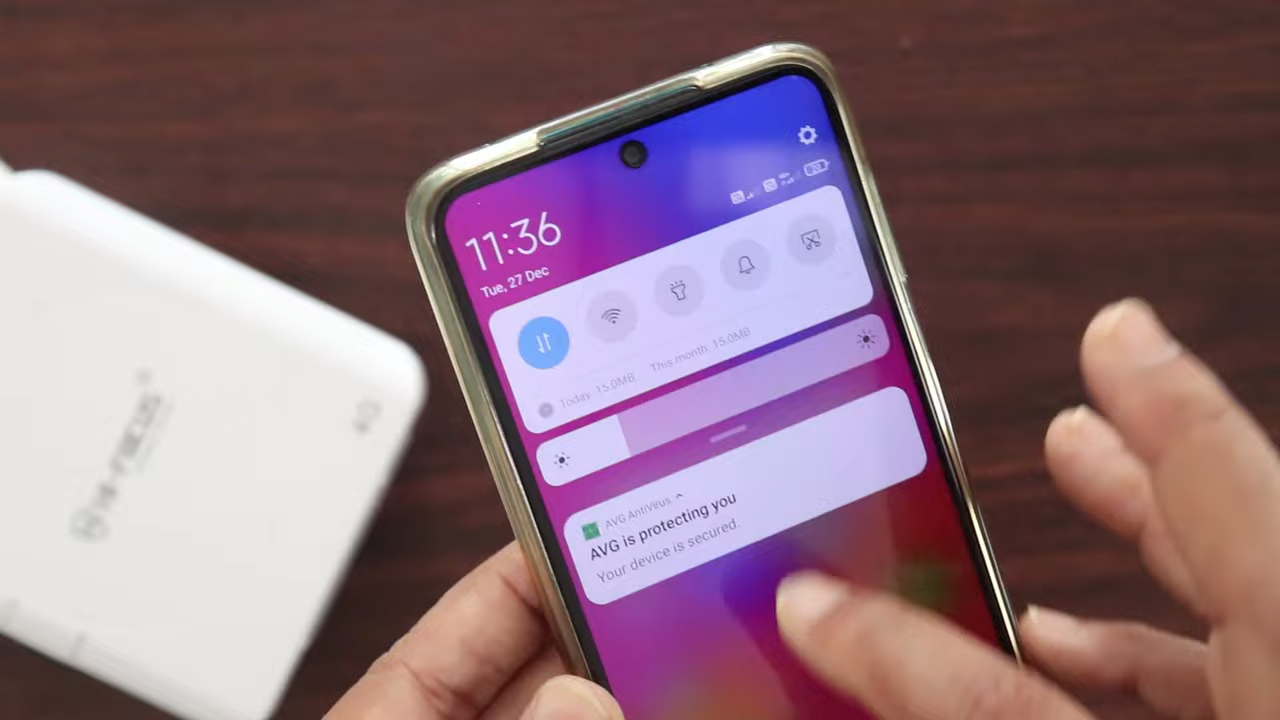 11:36
Tue, 27 Dec
Today 15.0MB This month 15.0MB
AVG AntiVirus
AVG is protecting you
Your device is secured.
4G